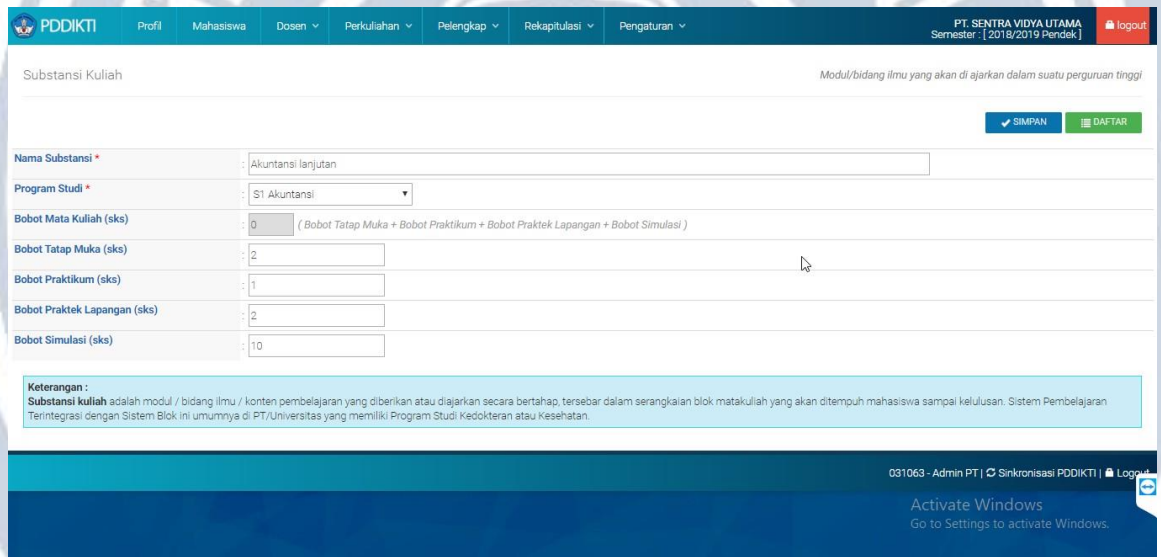 PDDIKTI Profil Mahasiswa Dosen Perkuliahan Pelengkap Rekapitulasi Pengaturan PT. SENTRA VIDYA UTAMA logout
Semester : [ 2018/2019 Pendek ]
Substansi Kuliah Modul/bidang ilmu yang akan di ajarkan dalam suatu perguruan tinggi
SIMPAN DAFTAR
Nama Substansi * : Akuntansi lanjutan
Program Studi * : S1 Akuntansi
Bobot Mata Kuliah (sks) : 0 ( Bobot Tatap Muka + Bobot Praktikum + Bobot Praktek Lapangan + Bobot Simulasi )
Bobot Tatap Muka (sks) : 2
Bobot Praktikum (sks) : 1
Bobot Praktek Lapangan (sks) : 2
Bobot Simulasi (sks) : 10
Keterangan :
Substansi kuliah adalah modul / bidang ilmu / konten pembelajaran yang diberikan atau diajarkan secara bertahap, tersebar dalam serangkaian blok matakuliah yang akan ditempuh mahasiswa sampai kelulusan. Sistem Pembelajaran
Terintegrasi dengan Sistem Blok ini umumnya di PT/Universitas yang memiliki Program Studi Kedokteran atau Kesehatan.
031063 - Admin PT | Sinkronisasi PDDIKTI | Logout
Activate Windows
Go to Settings to activate Windows.